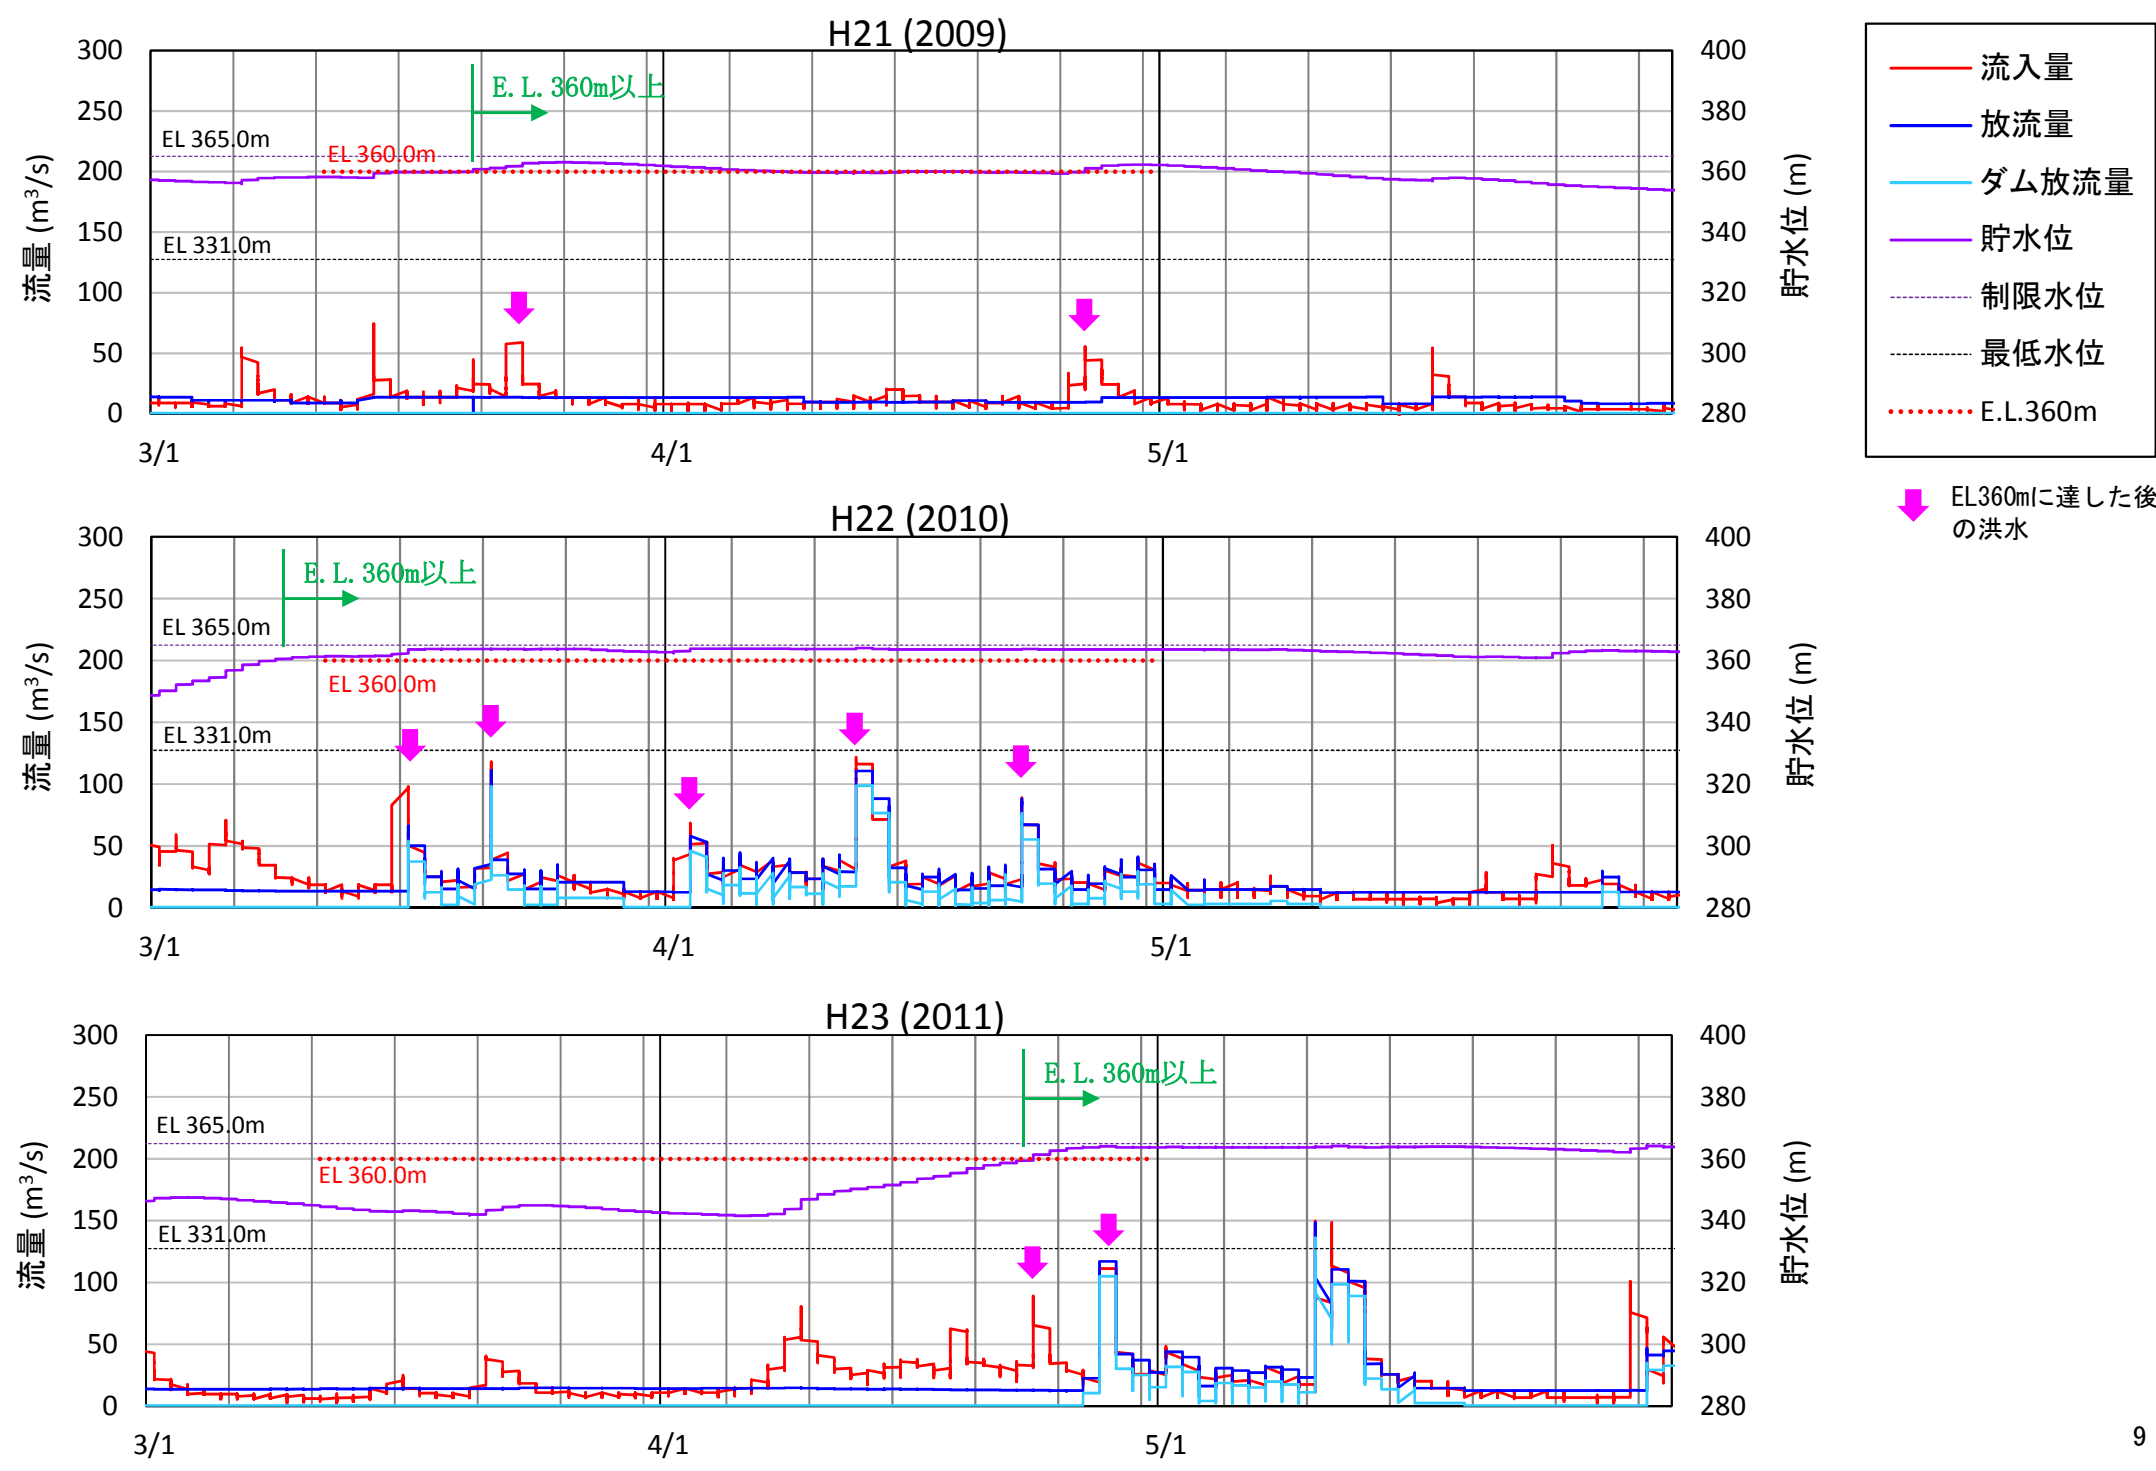 H21 (2009)
300
250
200
150
100
50
0
流量 (m³/s)
400
380
360
340
320
300
280
貯水位 (m)
E.L.360m以上
EL 365.0m
EL 360.0m
EL 331.0m
3/1
4/1
5/1
流入量
放流量
ダム放流量
貯水位
制限水位
最低水位
E.L.360m
EL360mに達した後
の洪水
H22 (2010)
300
250
200
150
100
50
0
流量 (m³/s)
400
380
360
340
320
300
280
貯水位 (m)
E.L.360m以上
EL 365.0m
EL 360.0m
EL 331.0m
3/1
4/1
5/1
H23 (2011)
300
250
200
150
100
50
0
流量 (m³/s)
400
380
360
340
320
300
280
貯水位 (m)
E.L.360m以上
EL 365.0m
EL 360.0m
EL 331.0m
3/1
4/1
5/1
9